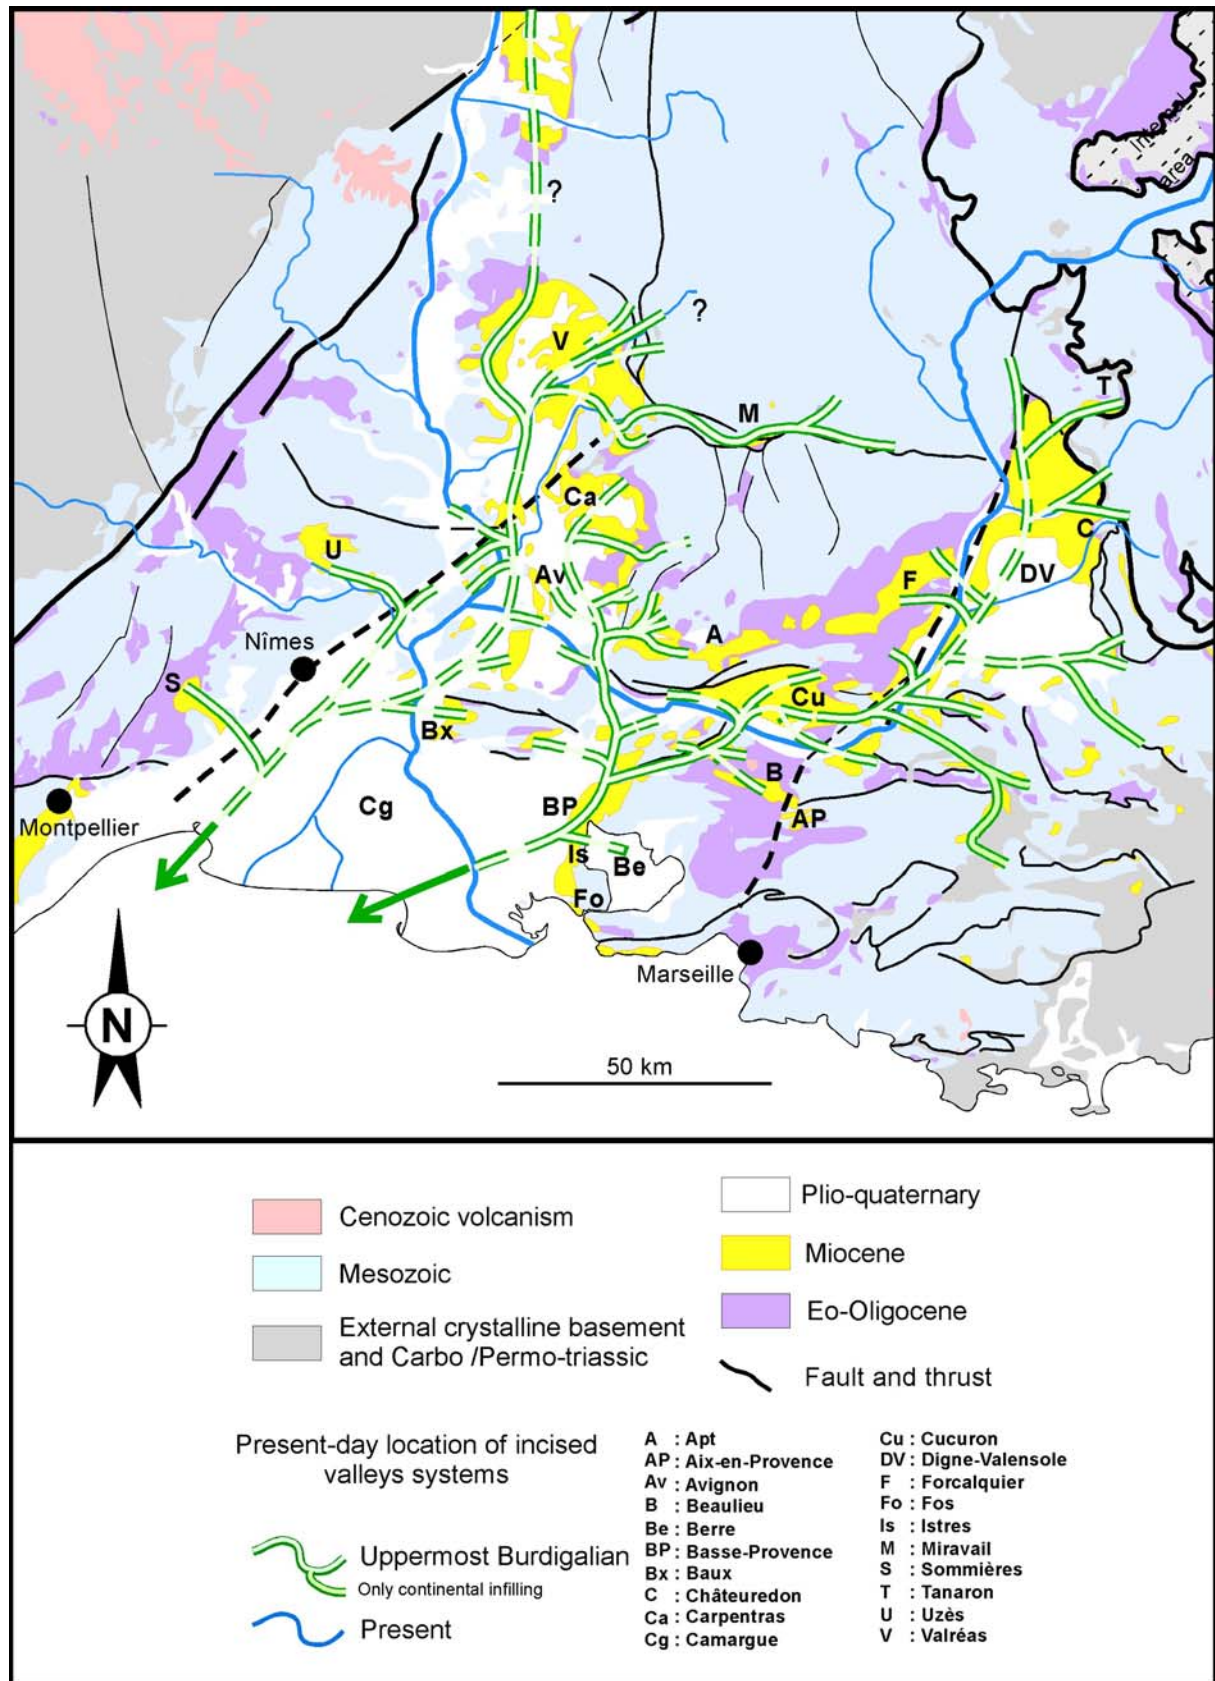 Internal
area
?
?
V
T
M
Ca
C
U
Av
F
DV
A
Nîmes
S
Cu
Bx
B
Cg
BP
AP
Montpellier
Is
Be
Fo
Marseille
N
50 km
Cenozoic volcanism
Mesozoic
External crystalline basement
and Carbo /Permo-triassic
Plio-quaternary
Miocene
Eo-Oligocene
Fault and thrust
Present-day location of incised
valleys systems
Uppermost Burdigalian
Only continental infilling
Present
A : Apt
AP : Aix-en-Provence
Av : Avignon
B : Beaulieu
Be : Berre
BP : Basse-Provence
Bx : Baux
C : Châteuredon
Ca : Carpentras
Cg : Camargue
Cu : Cucuron
DV : Digne-Valensole
F : Forcalquier
Fo : Fos
Is : Istres
M : Miravail
S : Sommières
T : Tanaron
U : Uzès
V : Valréas